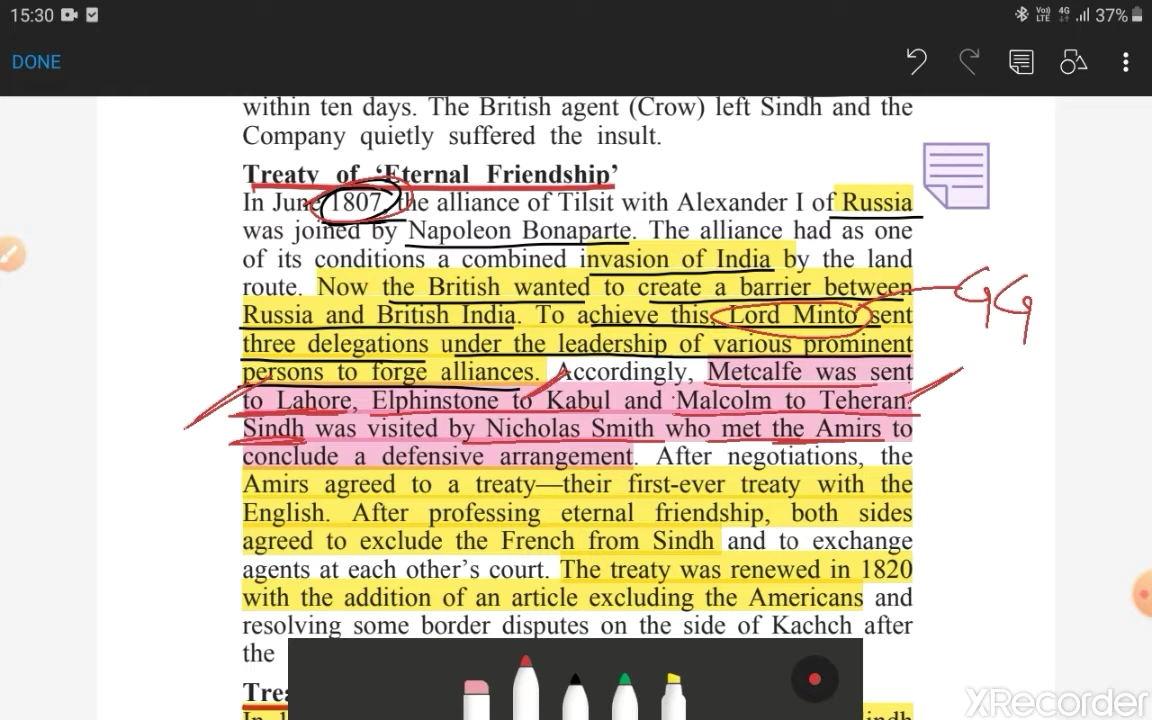 15:30
Vo)) LTE 4G 37%
DONE
within ten days. The British agent (Crow) left Sindh and the
Company quietly suffered the insult.
Treaty of ‘Eternal Friendship’
In June 1807, the alliance of Tilsit with Alexander I of Russia
was joined by Napoleon Bonaparte. The alliance had as one
of its conditions a combined invasion of India by the land
route. Now the British wanted to create a barrier between
Russia and British India. To achieve this, Lord Minto sent
three delegations under the leadership of various prominent
persons to forge alliances. Accordingly, Metcalfe was sent
to Lahore, Elphinstone to Kabul and Malcolm to Teheran.
Sindh was visited by Nicholas Smith who met the Amirs to
conclude a defensive arrangement. After negotiations, the
Amirs agreed to a treaty—their first-ever treaty with the
English. After professing eternal friendship, both sides
agreed to exclude the French from Sindh and to exchange
agents at each other’s court. The treaty was renewed in 1820
with the addition of an article excluding the Americans and
resolving some border disputes on the side of Kachch after
the
GG
XRecorder